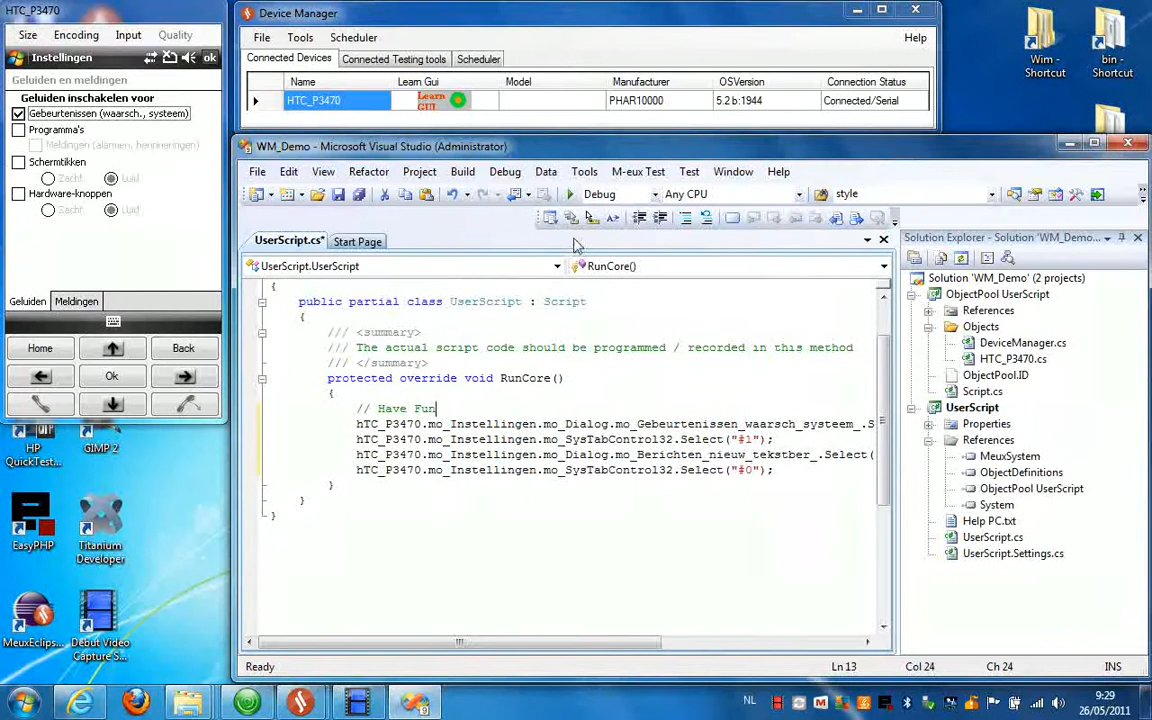 HTC_P3470
Size Encoding Input Quality
Instellingen ok
Geluiden en meldingen
Geluiden inschakelen voor
Gebeurtenissen (waarsch., systeem)
Programma's
Meldingen (alarmen, herinneringen)
Schermtikken
Zacht Luid
Hardware-knoppen
Zacht Luid
Geluiden Meldingen
Home Back
Ok
Device Manager
File Tools Scheduler Help
Connected Devices Connected Testing tools Scheduler
Name Learn Gui Model Manufacturer OSVersion Connection Status
HTC_P3470 Learn GUI PHAR10000 5.2 b:1944 Connected/Serial
Wim - Shortcut
bin - Shortcut
WM_Demo - Microsoft Visual Studio (Administrator)
File Edit View Refactor Project Build Debug Data Tools M-eux Test Test Window Help
Debug Any CPU style
UserScript.cs* Start Page
UserScript.UserScript RunCore()
{
public partial class UserScript : Script
{
/// <summary>
/// The actual script code should be programmed / recorded in this method
/// </summary>
protected override void RunCore()
{
// Have Fun
hTC_P3470.mo_Instellingen.mo_Dialog.mo_Gebeurtenissen_waarsch_systeem_.S
hTC_P3470.mo_Instellingen.mo_SysTabControl32.Select("#1");
hTC_P3470.mo_Instellingen.mo_Dialog.mo_Berichten_nieuw_tekstber_.Select(
hTC_P3470.mo_Instellingen.mo_SysTabControl32.Select("#0");
}
}
}
Solution Explorer - Solution 'WM_Demo...
Solution 'WM_Demo' (2 projects)
ObjectPool UserScript
References
Objects
DeviceManager.cs
HTC_P3470.cs
ObjectPool.ID
Script.cs
UserScript
Properties
References
MeuxSystem
ObjectDefinitions
ObjectPool UserScript
System
Help PC.txt
UserScript.cs
UserScript.Settings.cs
Ready Ln 13 Col 24 Ch 24 INS
HP QuickTest...
GIMP 2
EasyPHP
Titanium Developer
MeuxEclips...
Debut Video Capture S...
NL
9:29
26/05/2011